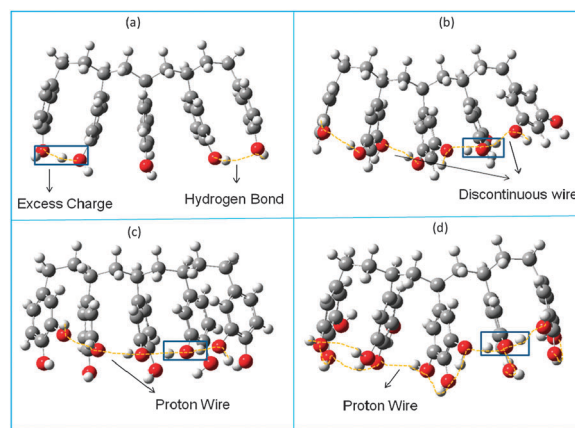 (a)
Excess Charge
Hydrogen Bond
(b)
Discontinuous wire
(c)
Proton Wire
(d)
Proton Wire